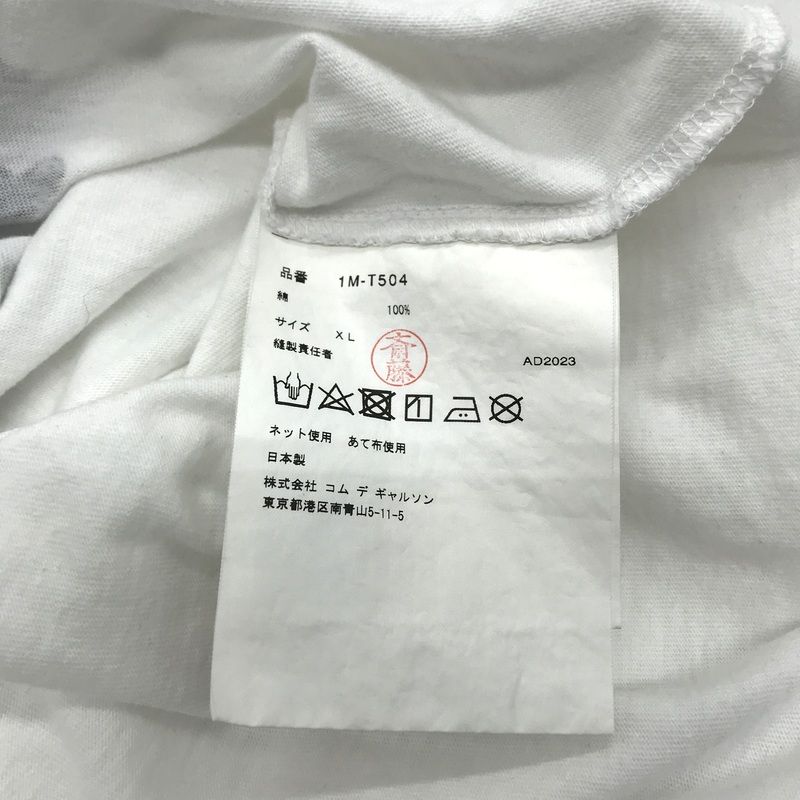 品番 1M-T504
綿 100%
サイズ XL
縫製責任者 斎藤 AD2023
ネット使用 あて布使用
日本製
株式会社 コム デ ギャルソン
東京都港区南青山5-11-5